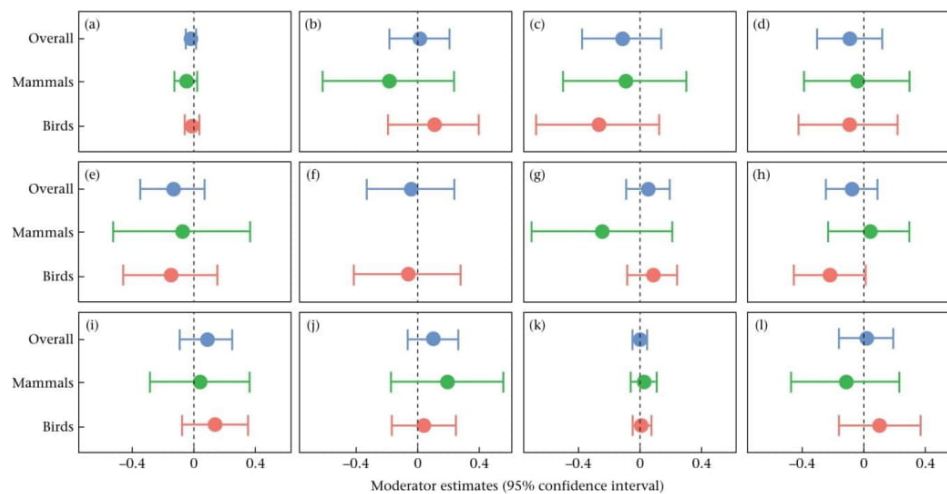 (a) (b) (c) (d)
Overall
Mammals
Birds
(e) (f) (g) (h)
Overall
Mammals
Birds
(i) (j) (k) (l)
Overall
Mammals
Birds
−0.4 0 0.4 −0.4 0 0.4 −0.4 0 0.4 −0.4 0 0.4
Moderator estimates (95% confidence interval)